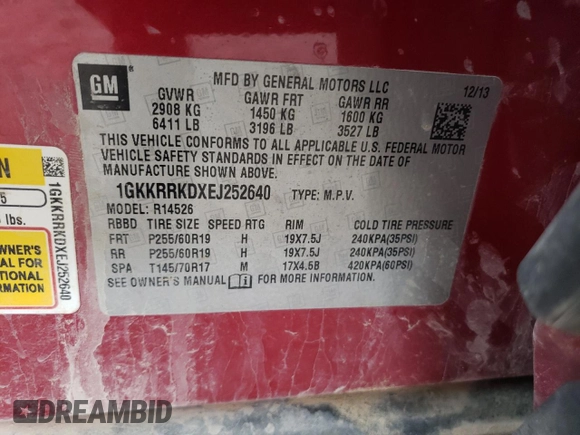 GM
MFD BY GENERAL MOTORS LLC
12/13
GVWR GAWR FRT GAWR RR
2908 KG 1450 KG 1600 KG
6411 LB 3196 LB 3527 LB
THIS VEHICLE CONFORMS TO ALL APPLICABLE U.S. FEDERAL MOTOR
VEHICLE SAFETY STANDARDS IN EFFECT ON THE DATE OF
MANUFACTURE SHOWN ABOVE.
1GKKRRKDXEJ252640 TYPE: M.P.V.
MODEL: R14526
RBBD TIRE SIZE SPEED RTG RIM COLD TIRE PRESSURE
FRT P255/60R19 H 19X7.5J 240KPA(35PSI)
RR P255/60R19 H 19X7.5J 240KPA(35PSI)
SPA T145/70R17 M 17X4.5B 420KPA(60PSI)
SEE OWNER'S MANUAL FOR MORE INFORMATION.
N
5
lbs.
1GKKRRKDXEJ252640
WNER'S
AL FOR
TIONAL
RMATION
DREAMBID